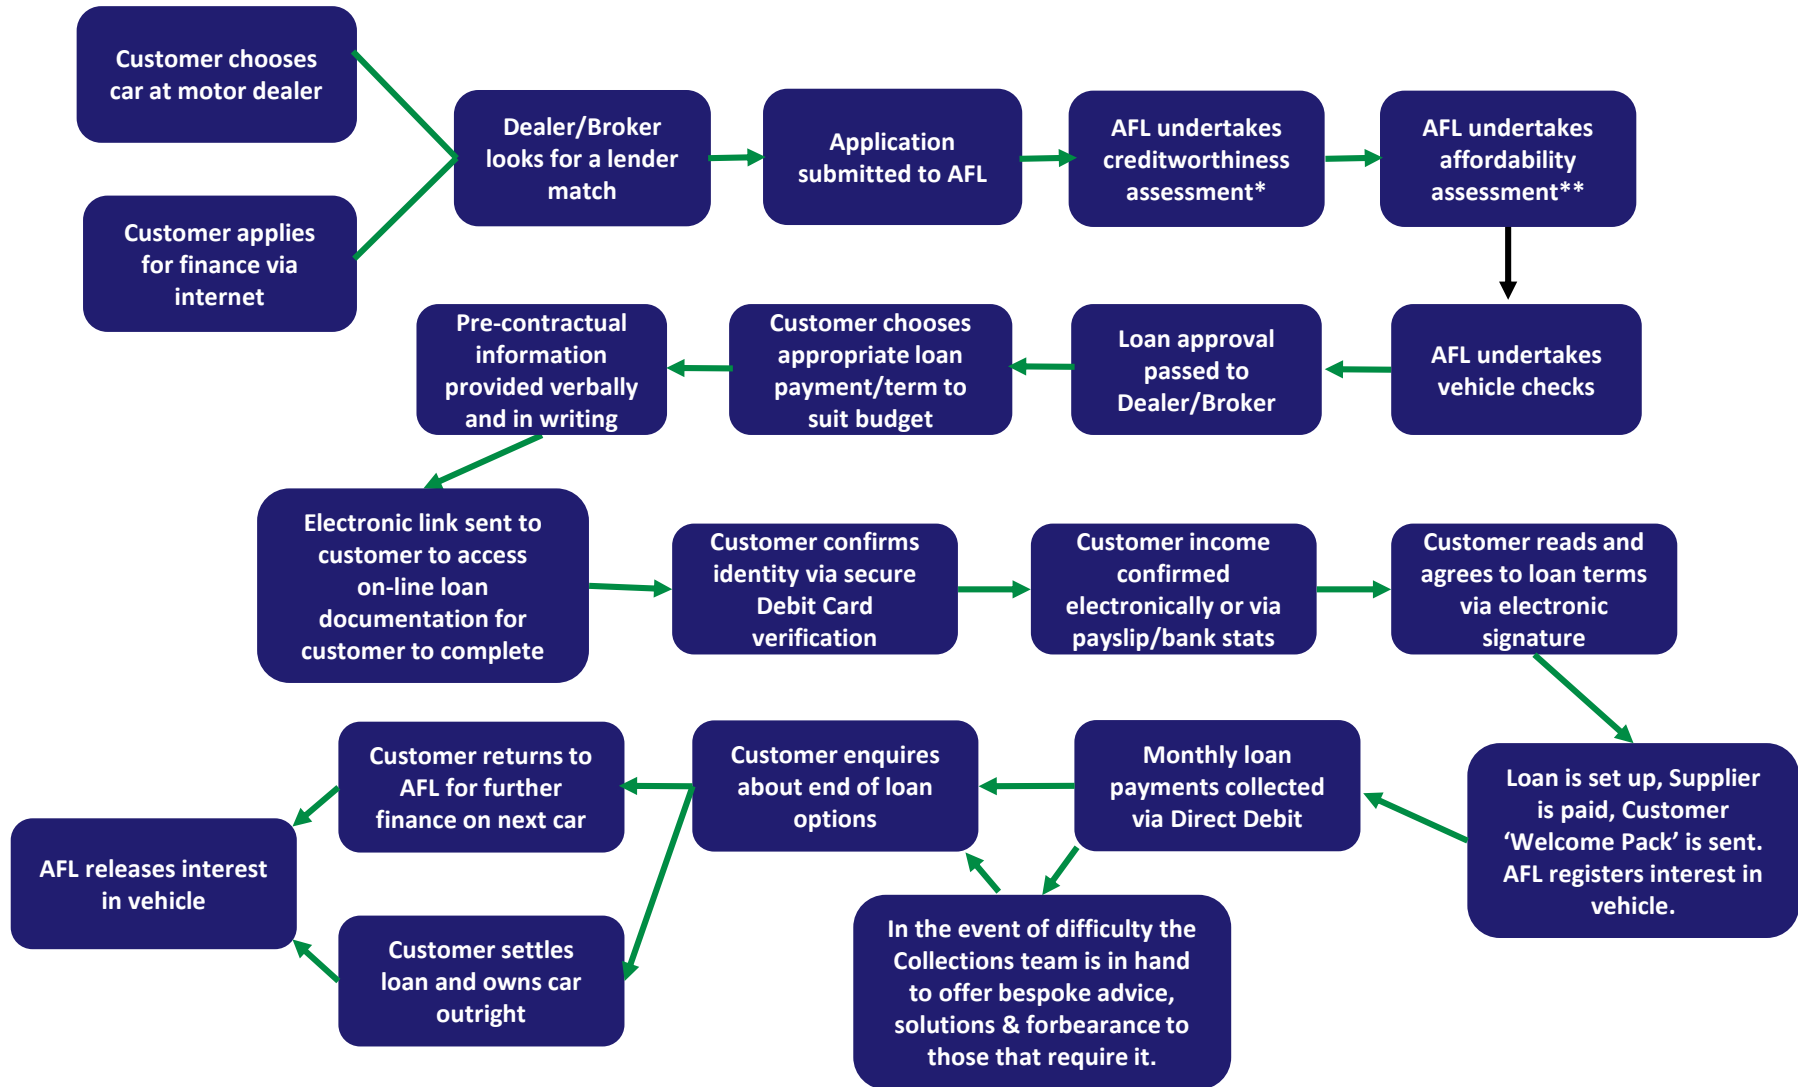 Customer chooses
car at motor dealer
Customer applies
for finance via
internet
Dealer/Broker
looks for a lender
match
Application
submitted to AFL
AFL undertakes
creditworthiness
assessment*
AFL undertakes
affordability
assessment**
AFL undertakes
vehicle checks
Loan approval
passed to
Dealer/Broker
Customer chooses
appropriate loan
payment/term to
suit budget
Pre-contractual
information
provided verbally
and in writing
Electronic link sent to
customer to access
on-line loan
documentation for
customer to complete
Customer confirms
identity via secure
Debit Card
verification
Customer income
confirmed
electronically or via
payslip/bank stats
Customer reads and
agrees to loan terms
via electronic
signature
Loan is set up, Supplier
is paid, Customer
‘Welcome Pack’ is sent.
AFL registers interest in
vehicle.
Monthly loan
payments collected
via Direct Debit
In the event of difficulty the
Collections team is in hand
to offer bespoke advice,
solutions & forbearance to
those that require it.
Customer enquires
about end of loan
options
Customer returns to
AFL for further
finance on next car
Customer settles
loan and owns car
outright
AFL releases interest
in vehicle